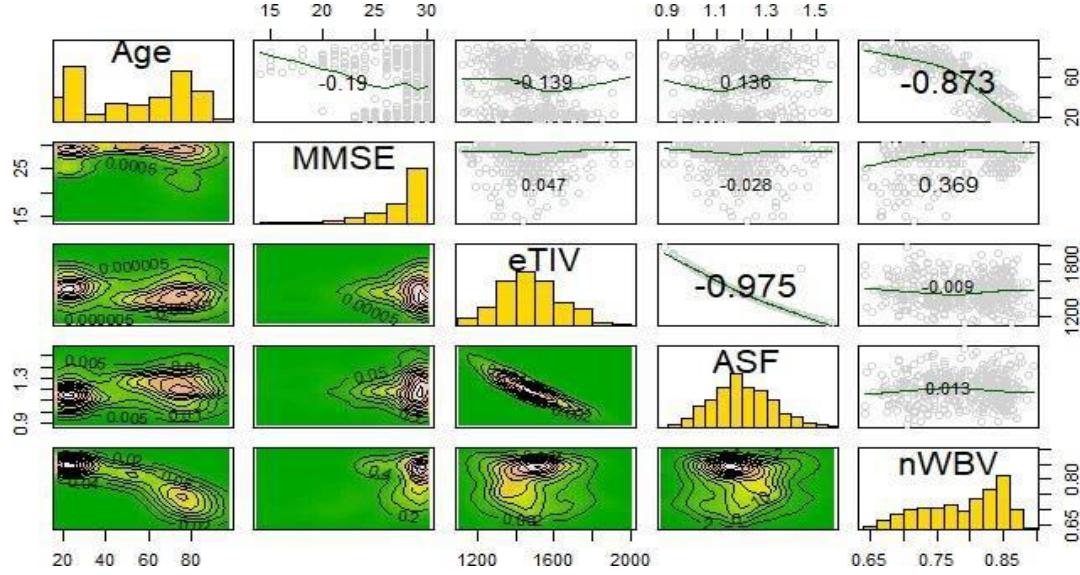 15 20 25 30 0.9 1.1 1.3 1.5
Age -0.19 -0.139 0.136 -0.873 20 60
25 15 0.0005 MMSE 0.047 -0.028 0.369
0.000005 0.000005 0.00005 eTIV -0.975 -0.009 1200 1800
1.3 0.9 0.005 0.005 0.05 0.002 ASF 0.013
0.02 0.04 0.02 0.4 0.2 nWBV 0.65 0.80
20 40 60 80 1200 1600 2000 0.65 0.75 0.85